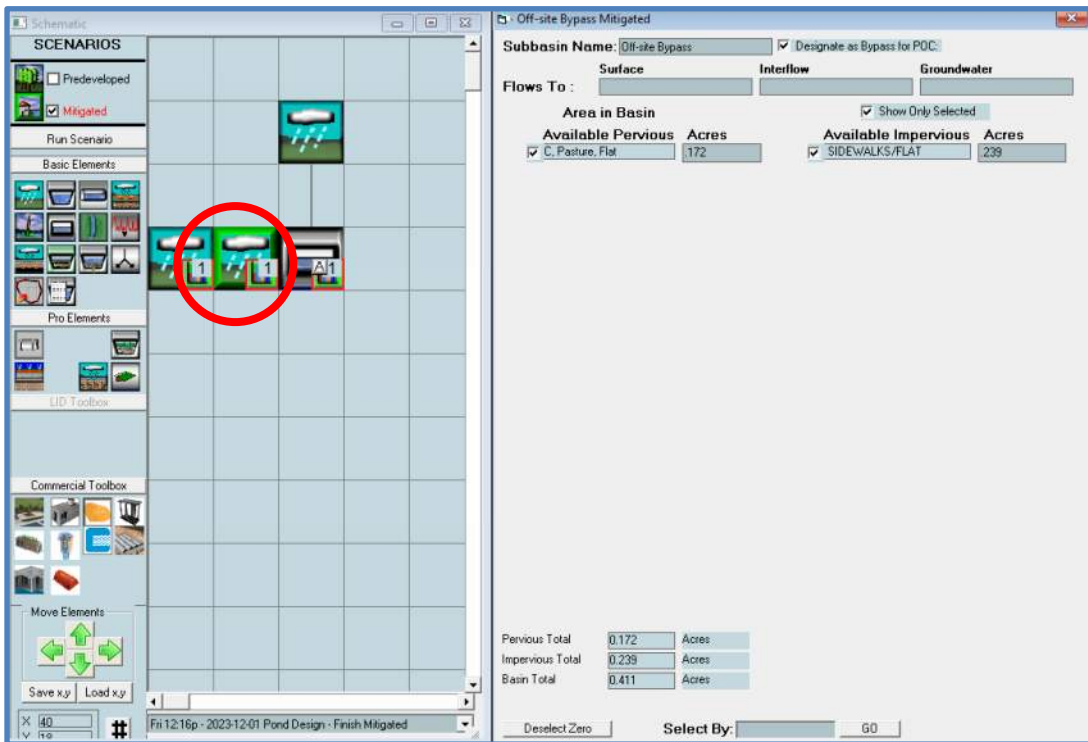 Schematic
SCENARIOS
Predeveloped
Mitigated
Run Scenario
Basic Elements
Pro Elements
LID Toolbox
Commercial Toolbox
Move Elements
Save x,y Load x,y
X 40
1 1 A 1
Fri 12:16p - 2023-12-01 Pond Design - Finish Mitigated
Off-site Bypass Mitigated
Subbasin Name: Off-site Bypass Designate as Bypass for POC:
Surface Interflow Groundwater
Flows To :
Area in Basin Show Only Selected
Available Pervious Acres Available Impervious Acres
C, Pasture, Flat .172 SIDEWALKS/FLAT .239
Pervious Total 0.172 Acres
Impervious Total 0.239 Acres
Basin Total 0.411 Acres
Deselect Zero Select By: GO